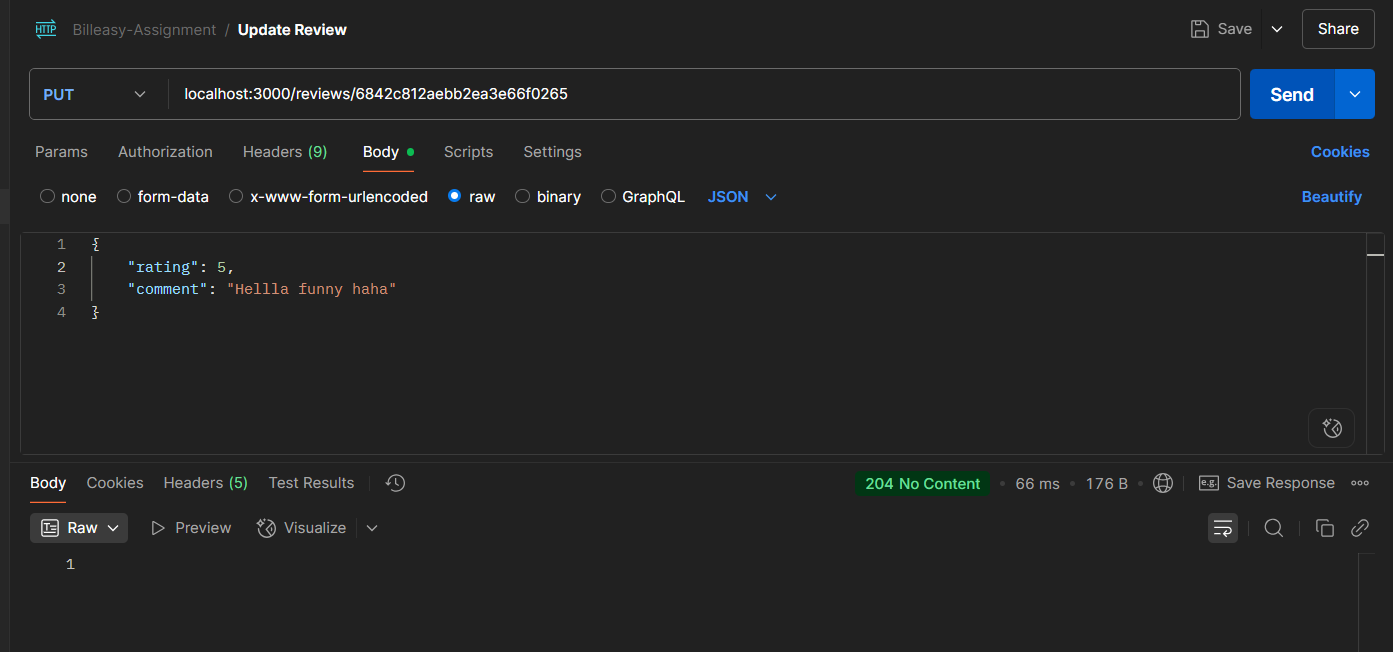 HTTP Billeasy-Assignment / Update Review Save Share
PUT localhost:3000/reviews/6842c812aebb2ea3e66f0265 Send
Params Authorization Headers (9) Body Scripts Settings Cookies
none form-data x-www-form-urlencoded raw binary GraphQL JSON Beautify
1 {
2 "rating": 5,
3 "comment": "Hellla funny haha"
4 }
Body Cookies Headers (5) Test Results 204 No Content 66 ms 176 B e.g. Save Response
Raw Preview Visualize
1